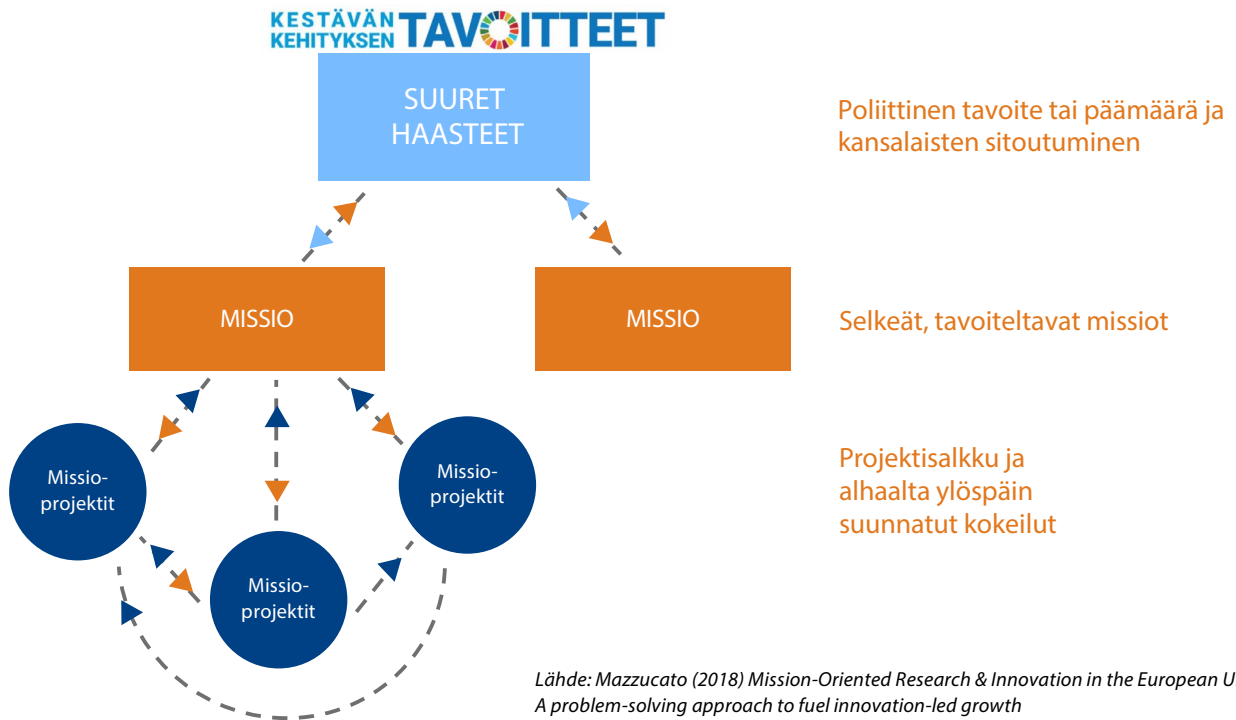 KESTÄVÄN
KEHITYKSEN TAVOITTEET
SUURET
HAASTEET
Poliittinen tavoite tai päämäärä ja
kansalaisten sitoutuminen
MISSIO
MISSIO
Selkeät, tavoiteltavat missiot
Missio-
projektit
Missio-
projektit
Missio-
projektit
Projektisalkku ja
alhaalta ylöspäin
suunnatut kokeilut
Lähde: Mazzucato (2018) Mission-Oriented Research & Innovation in the European U
A problem-solving approach to fuel innovation-led growth